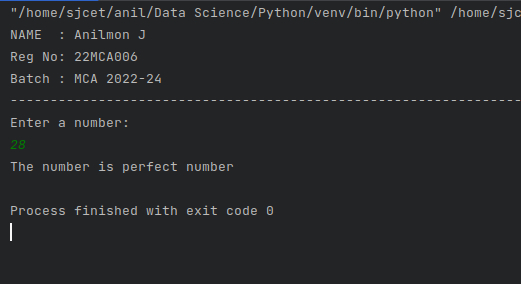 "/home/sjcet/anil/Data Science/Python/venv/bin/python" /home/sjc
NAME  : Anilmon J
Reg No: 22MCA006
Batch : MCA 2022-24
-----------------------------------------------------------------
Enter a number:
28
The number is perfect number
Process finished with exit code 0